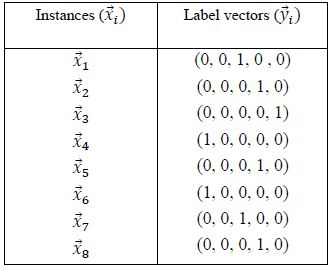 Instances (x⃗ᵢ) Label vectors (y⃗ᵢ)
x⃗₁ (0, 0, 1, 0 , 0)
x⃗₂ (0, 0, 0, 1, 0)
x⃗₃ (0, 0, 0, 0, 1)
x⃗₄ (1, 0, 0, 0, 0)
x⃗₅ (0, 0, 0, 1, 0)
x⃗₆ (1, 0, 0, 0, 0)
x⃗₇ (0, 0, 1, 0, 0)
x⃗₈ (0, 0, 0, 1, 0)